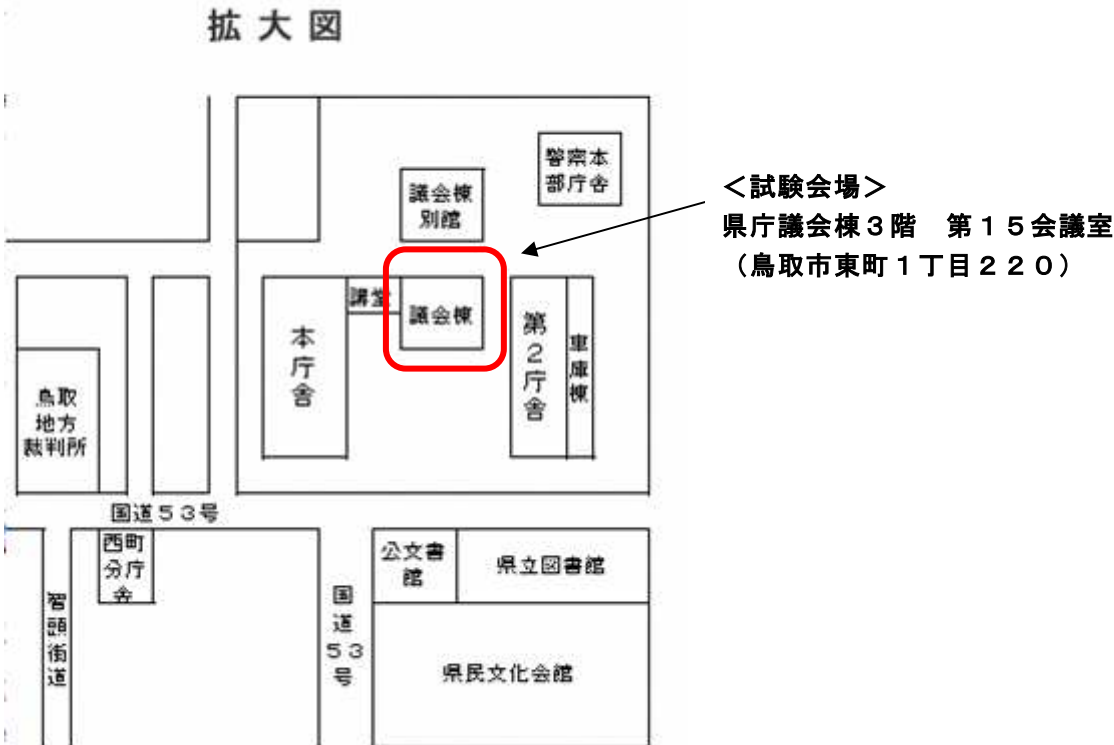 拡大図
警察本
部庁舎
議会棟
別館
＜試験会場＞
県庁議会棟３階　第１５会議室
（鳥取市東町１丁目２２０）
講堂
議会棟
本庁舎
第２庁舎
車庫棟
鳥取
地方
裁判所
国道５３号
西町
分庁
舎
公文書
館
県立図書館
智頭街道
国道５３号
県民文化会館